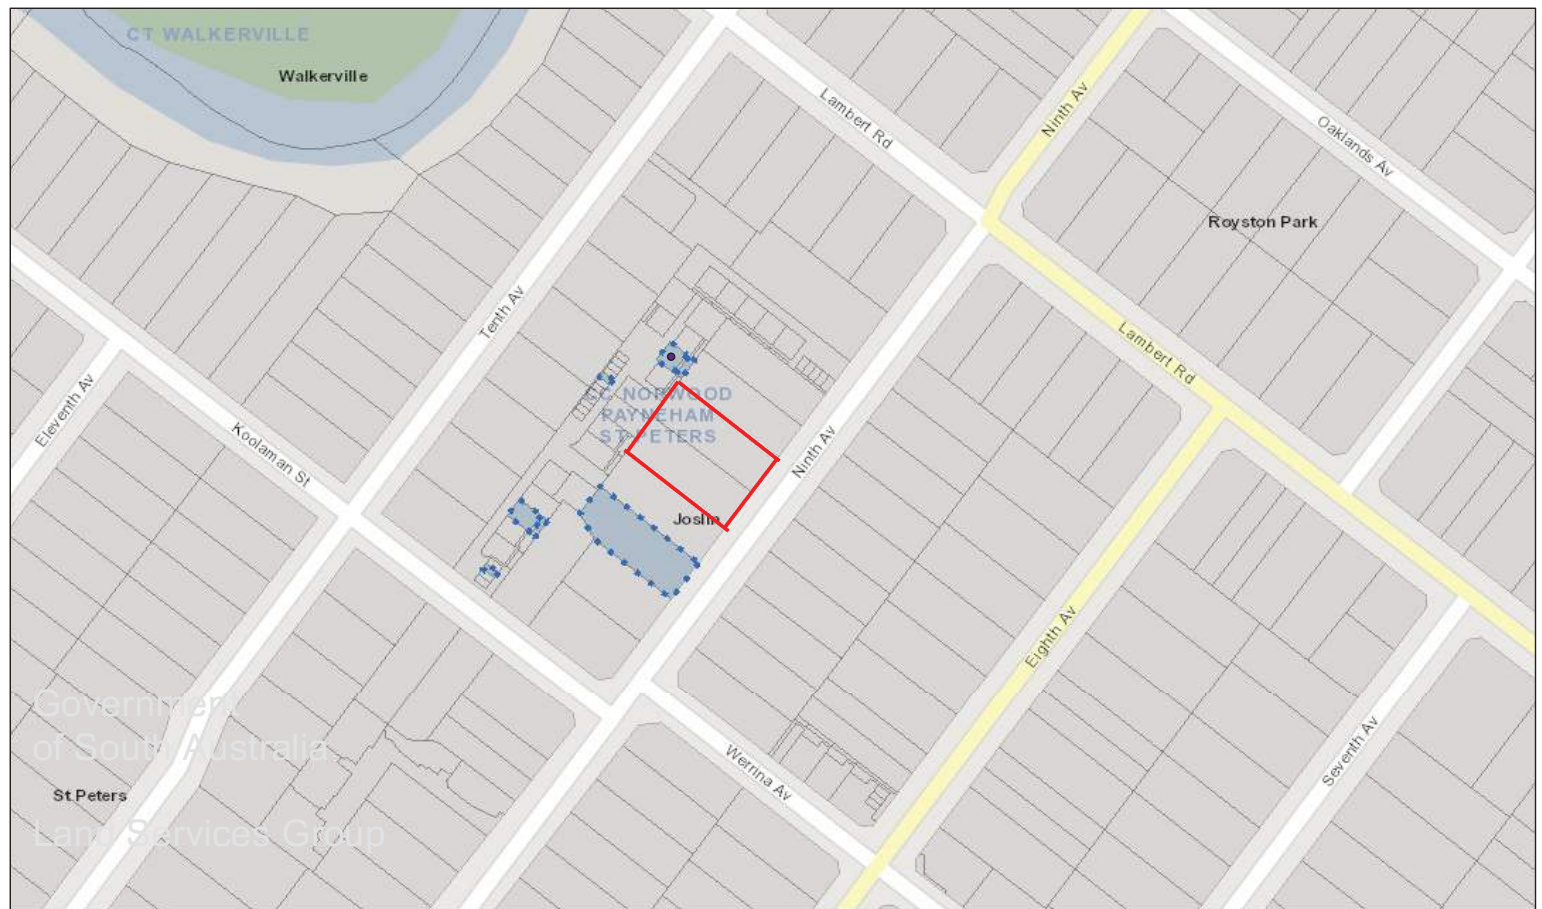 CT WALKERVILLE
Walkerville
Lambert Rd
Ninth Av
Oaklands Av
Royston Park
Tenth Av
Lambert Rd
Eleventh Av
Koolaman St
CC NORWOOD
PAYNEHAM
ST PETERS
Ninth Av
Joslin
Eighth Av
Werrina Av
Seventh Av
Government
of South Australia
St Peters
Land Services Group